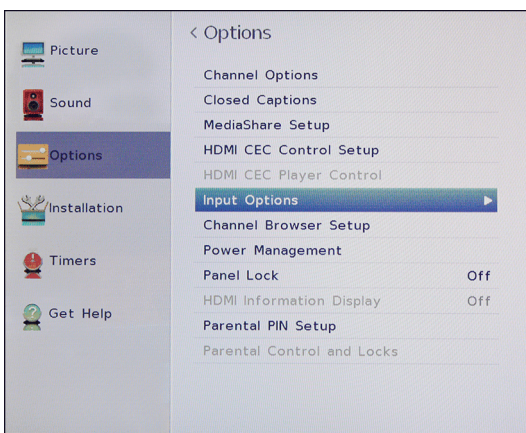 Picture
Sound
Options
Installation
Timers
Get Help
< Options
Channel Options
Closed Captions
MediaShare Setup
HDMI CEC Control Setup
HDMI CEC Player Control
Input Options
Channel Browser Setup
Power Management
Panel Lock Off
HDMI Information Display Off
Parental PIN Setup
Parental Control and Locks